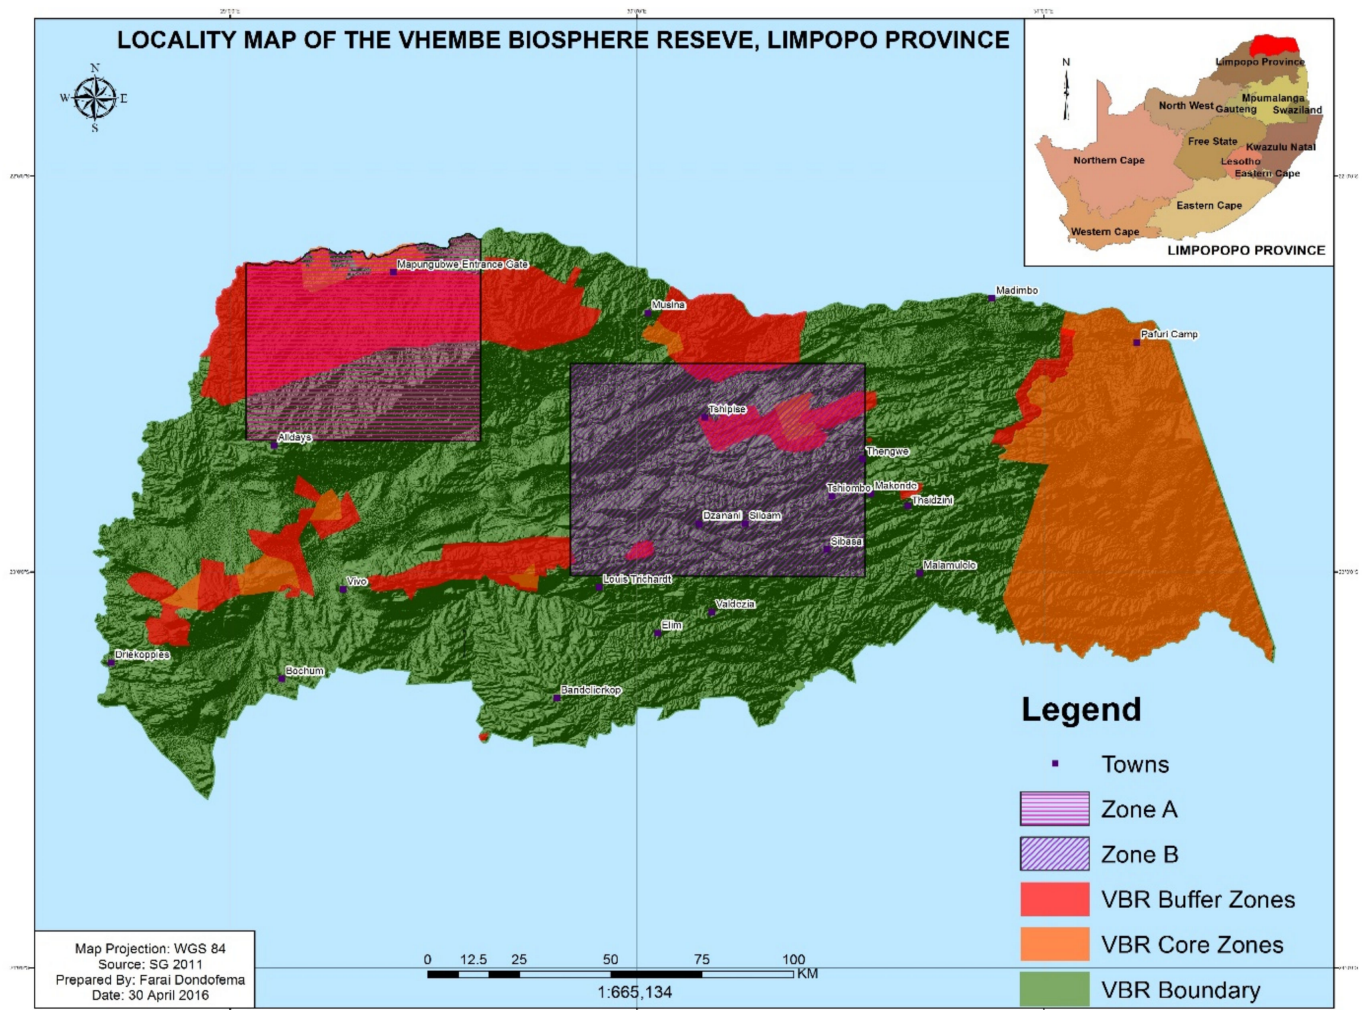 LOCALITY MAP OF THE VHEMBE BIOSPHERE RESEVE, LIMPOPO PROVINCE
N
W E
S
N
Limpopo Province
North West
Mpumalanga
Gauteng
Swaziland
Free State
Kwazulu Natal
Northern Cape
Lesotho
Eastern Cape
Eastern Cape
Western Cape
LIMPOPOPO PROVINCE
Mapungubwe Entrance Gate
Madimbo
Musina
Pafuri Camp
Tshipise
Alldays
Thengwe
Tshiombo
Makonde
Thsidzini
Dzanani
Siloam
Sibasa
Malamulele
Vivo
Louis Trichardt
Valdezia
Elim
Driekoppies
Bochum
Bandelierkop
Legend
Towns
Zone A
Zone B
VBR Buffer Zones
VBR Core Zones
VBR Boundary
Map Projection: WGS 84
Source: SG 2011
Prepared By: Farai Dondofema
Date: 30 April 2016
0 12.5 25 50 75 100
KM
1:665,134